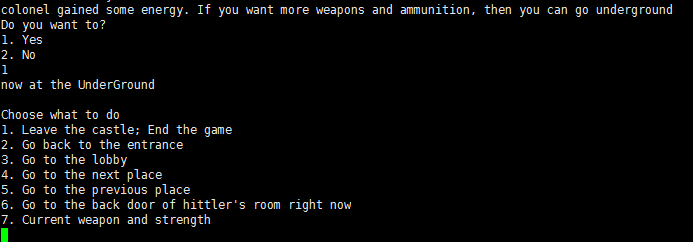 colonel gained some energy. If you want more weapons and ammunition, then you can go underground
Do you want to?
1. Yes
2. No
1
now at the UnderGround
Choose what to do
1. Leave the castle; End the game
2. Go back to the entrance
3. Go to the lobby
4. Go to the next place
5. Go to the previous place
6. Go to the back door of hittler's room right now
7. Current weapon and strength